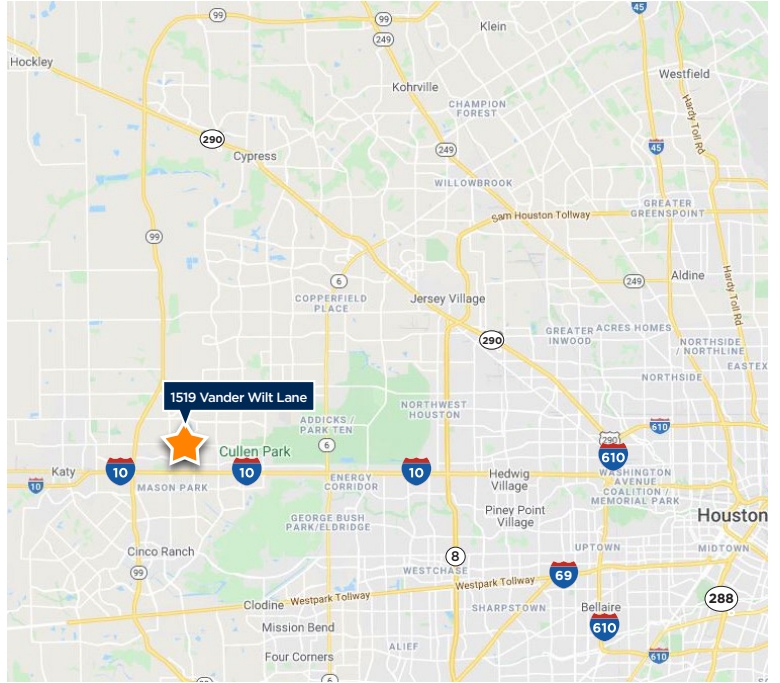 99
99
Klein
45
249
Hockley
Westfield
Kohrville
Hardy Toll Rd
CHAMPION
FOREST
290
249
45
Cypress
WILLOWBROOK
GREATER
GREENSPOINT
Sam Houston Tollway
99
6
249
Aldine
Hardy Toll Rd
COPPERFIELD
PLACE
Jersey Village
290
GREATER
INWOOD
ACRES HOMES
NORTHSIDE
/ NORTHLINE
EASTEX
NORTHSIDE
1519 Vander Wilt Lane
NORTHWEST
HOUSTON
ADDICKS /
PARK TEN
6
610
290
610
Cullen Park
Katy
10
10
10
10
ENERGY
CORRIDOR
Hedwig
Village
WASHINGTON
AVENUE
COALITION /
MEMORIAL PARK
MASON PARK
Piney Point
Village
GEORGE BUSH
PARK/ELDRIDGE
Houston
Cinco Ranch
8
UPTOWN
MIDTOWN
99
WESTCHASE
69
Westpark Tollway
Westpark Tollway
288
Clodine
SHARPSTOWN
Bellaire
Mission Bend
610
ALIEF
Four Corners
610
6
99